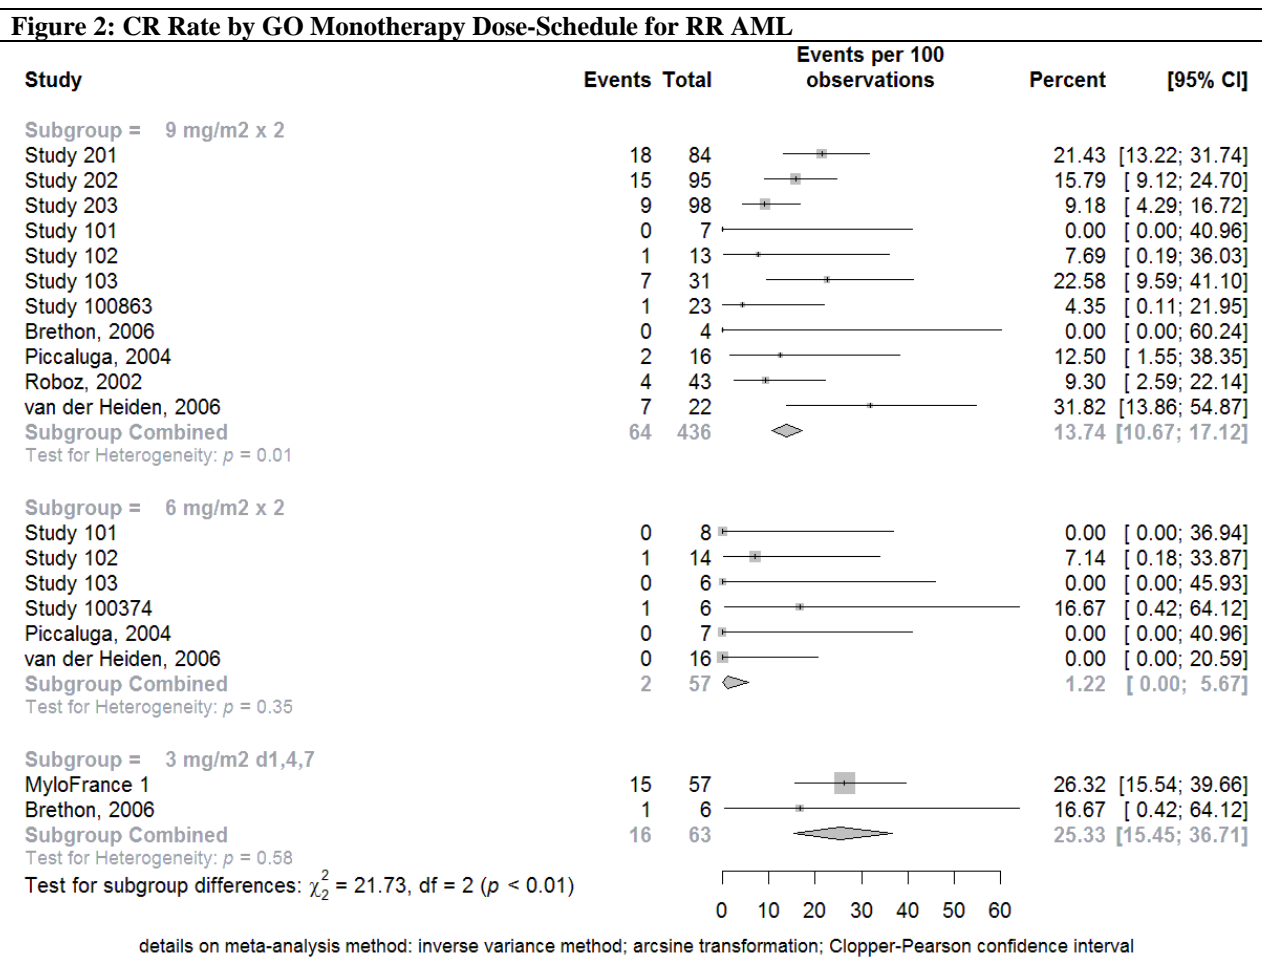 Figure 2: CR Rate by GO Monotherapy Dose-Schedule for RR AML
Events per 100
Study Events Total observations Percent [95% CI]
Subgroup = 9 mg/m2 x 2
Study 201 18 84 21.43 [13.22; 31.74]
Study 202 15 95 15.79 [ 9.12; 24.70]
Study 203 9 98 9.18 [ 4.29; 16.72]
Study 101 0 7 0.00 [ 0.00; 40.96]
Study 102 1 13 7.69 [ 0.19; 36.03]
Study 103 7 31 22.58 [ 9.59; 41.10]
Study 100863 1 23 4.35 [ 0.11; 21.95]
Brethon, 2006 0 4 0.00 [ 0.00; 60.24]
Piccaluga, 2004 2 16 12.50 [ 1.55; 38.35]
Roboz, 2002 4 43 9.30 [ 2.59; 22.14]
van der Heiden, 2006 7 22 31.82 [13.86; 54.87]
Subgroup Combined 64 436 13.74 [10.67; 17.12]
Test for Heterogeneity: p = 0.01
Subgroup = 6 mg/m2 x 2
Study 101 0 8 0.00 [ 0.00; 36.94]
Study 102 1 14 7.14 [ 0.18; 33.87]
Study 103 0 6 0.00 [ 0.00; 45.93]
Study 100374 1 6 16.67 [ 0.42; 64.12]
Piccaluga, 2004 0 7 0.00 [ 0.00; 40.96]
van der Heiden, 2006 0 16 0.00 [ 0.00; 20.59]
Subgroup Combined 2 57 1.22 [ 0.00; 5.67]
Test for Heterogeneity: p = 0.35
Subgroup = 3 mg/m2 d1,4,7
MyloFrance 1 15 57 26.32 [15.54; 39.66]
Brethon, 2006 1 6 16.67 [ 0.42; 64.12]
Subgroup Combined 16 63 25.33 [15.45; 36.71]
Test for Heterogeneity: p = 0.58
Test for subgroup differences: χ²₂ = 21.73, df = 2 (p < 0.01)
0 10 20 30 40 50 60
details on meta-analysis method: inverse variance method; arcsine transformation; Clopper-Pearson confidence interval